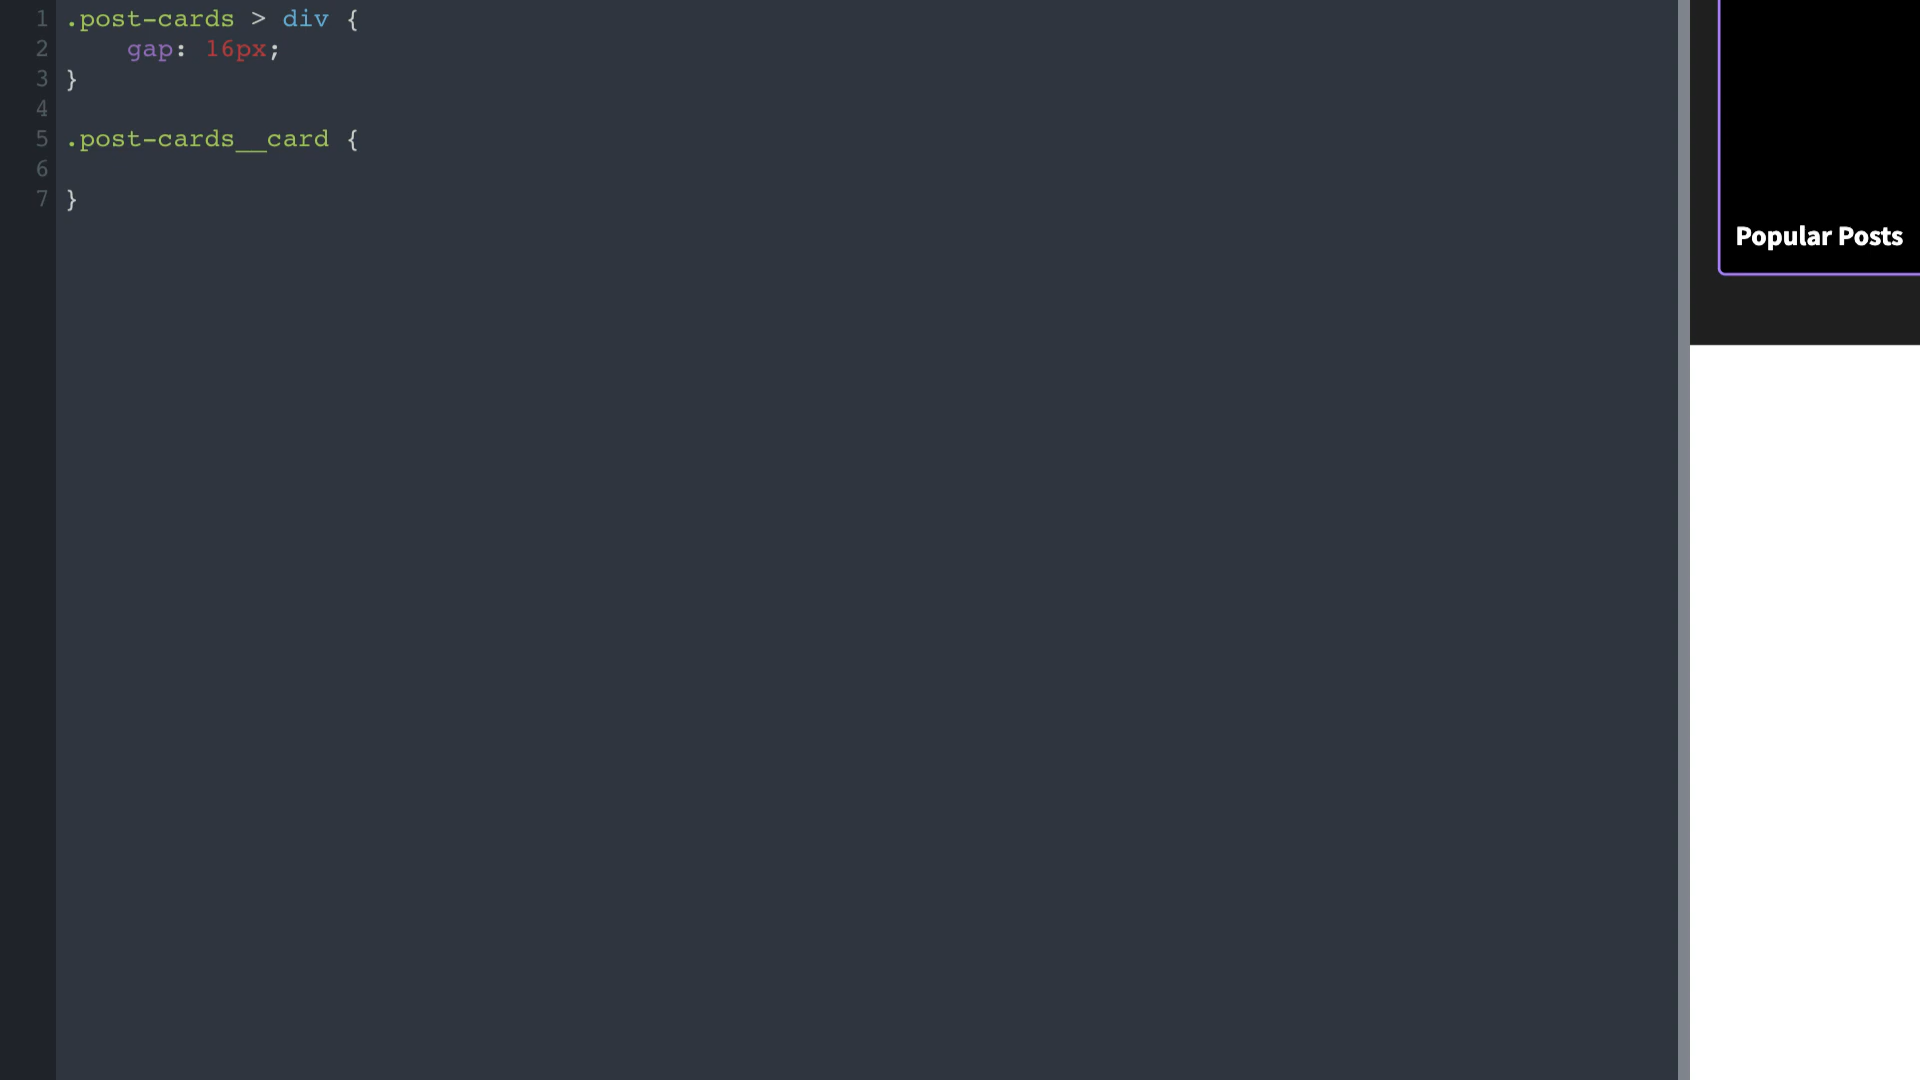 1 .post-cards > div {
2     gap: 16px;
3 }
4
5 .post-cards__card {
6
7 }
Popular Posts